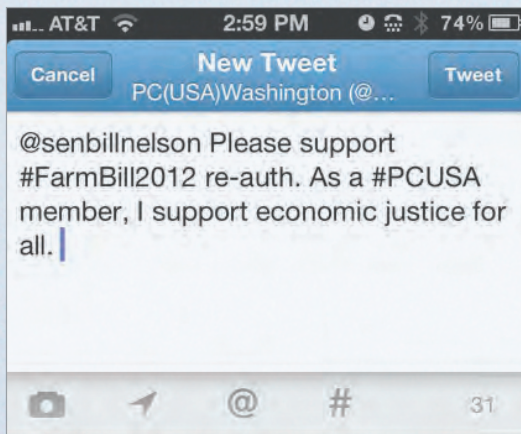 AT&T 2:59 PM 74%
Cancel New Tweet Tweet
PC(USA)Washington (@...
@senbillnelson Please support
#FarmBill2012 re-auth. As a #PCUSA
member, I support economic justice for
all.
@ # 31